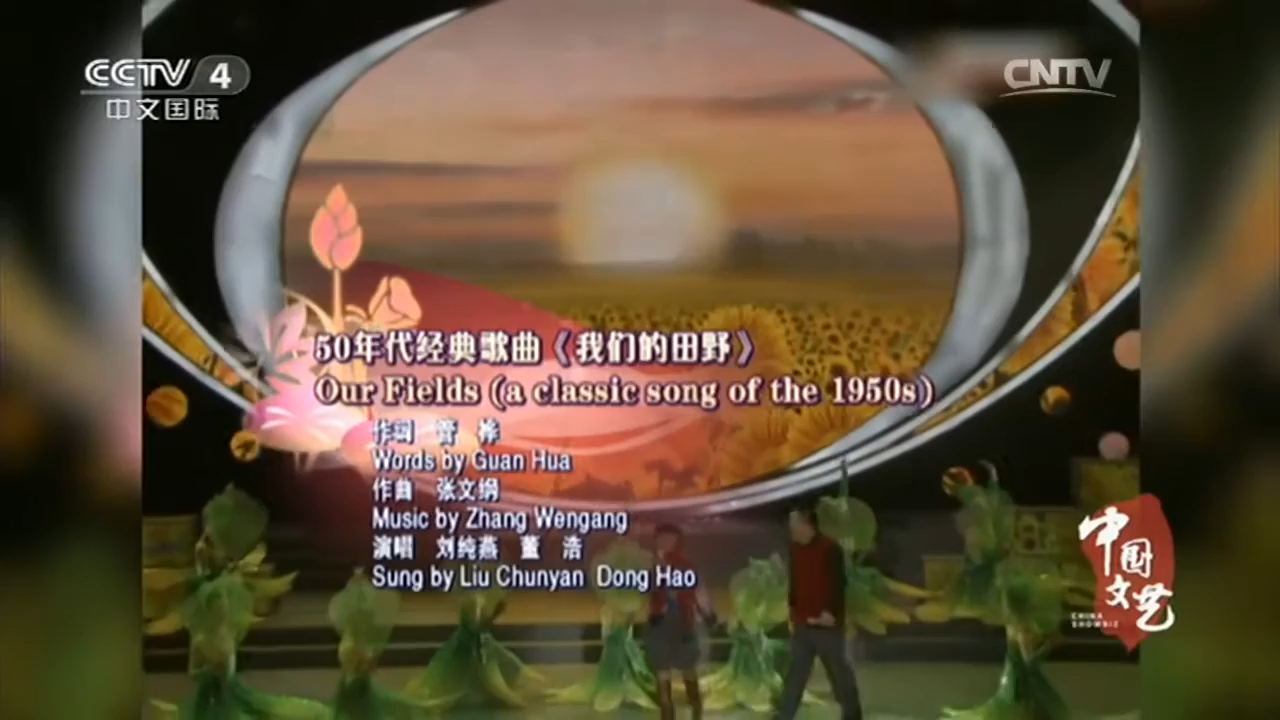 CCTV 4
中文国际
CNTV
50年代经典歌曲《我们的田野》
Our Fields (a classic song of the 1950s)
作词 管 桦
Words by Guan Hua
作曲 张文纲
Music by Zhang Wengang
演唱 刘纯燕 董 浩
Sung by Liu Chunyan Dong Hao
中国文艺
CHINA
SHOWBIZ